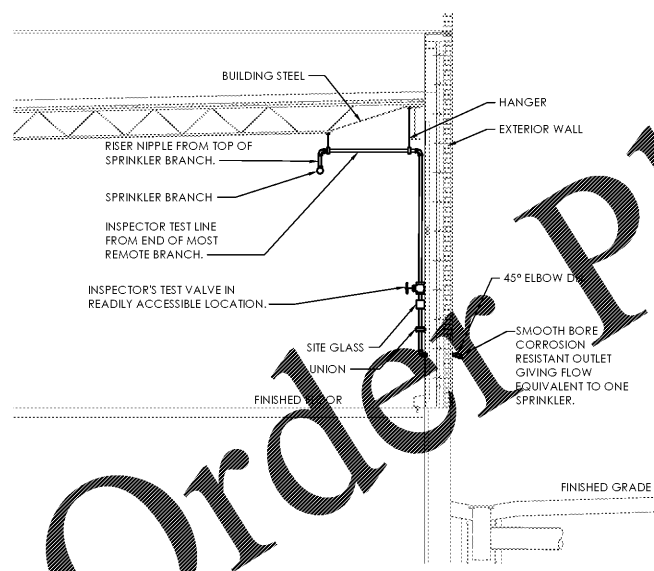 BUILDING STEEL
HANGER
EXTERIOR WALL
RISER NIPPLE FROM TOP OF
SPRINKLER BRANCH.
SPRINKLER BRANCH
INSPECTOR TEST LINE
FROM END OF MOST
REMOTE BRANCH.
INSPECTOR'S TEST VALVE IN
READILY ACCESSIBLE LOCATION.
45° ELBOW
SITE GLASS
UNION
SMOOTH BORE
CORROSION
RESISTANT OUTLET
GIVING FLOW
EQUIVALENT TO ONE
SPRINKLER.
FINISHED FLOOR
FINISHED GRADE
Order P